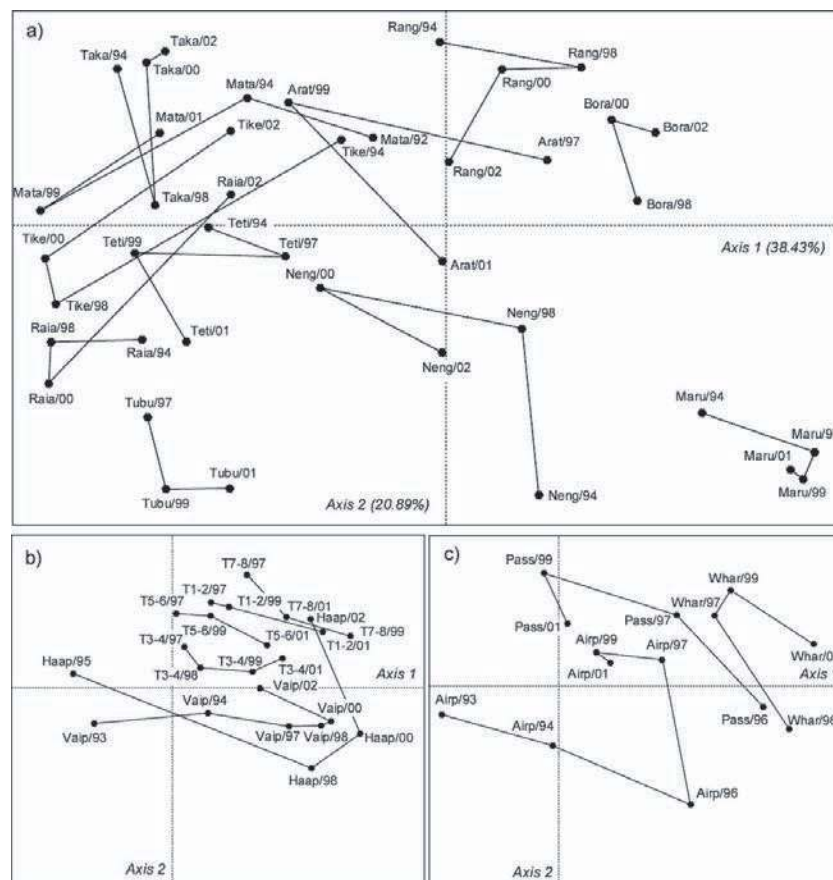 a)
Taka/02
Taka/94
Taka/00
Rang/94
Rang/98
Rang/00
Mata/94
Arat/99
Bora/00
Bora/02
Mata/01
Tike/02
Mata/92
Tike/94
Arat/97
Rang/02
Mata/99
Taka/98
Raia/02
Bora/98
Teti/94
Tike/00
Teti/99
Teti/97
Axis 1 (38.43%)
Arat/01
Neng/00
Tike/98
Neng/98
Raia/98
Raia/94
Teti/01
Neng/02
Raia/00
Tubu/97
Maru/94
Maru/9
Maru/01
Maru/99
Tubu/01
Tubu/99
Axis 2 (20.89%)
Neng/94
b)
T7-8/97
T1-2/97
T5-6/97
T1-2/99
T7-8/01
Haap/02
T5-6/99
T5-6/01
T7-8/99
T1-2/01
T3-4/97
Haap/95
T3-4/98
T3-4/99
T3-4/01
Axis 1
Vaip/02
Vaip/94
Vaip/00
Vaip/93
Vaip/97
Vaip/98
Haap/00
Haap/98
Axis 2
c)
Pass/99
Whar/99
Pass/97
Whar/97
Pass/01
Airp/99
Airp/97
Whar/0
Airp/01
Axis
Airp/93
Airp/94
Pass/96
Whar/96
Airp/96
Axis 2